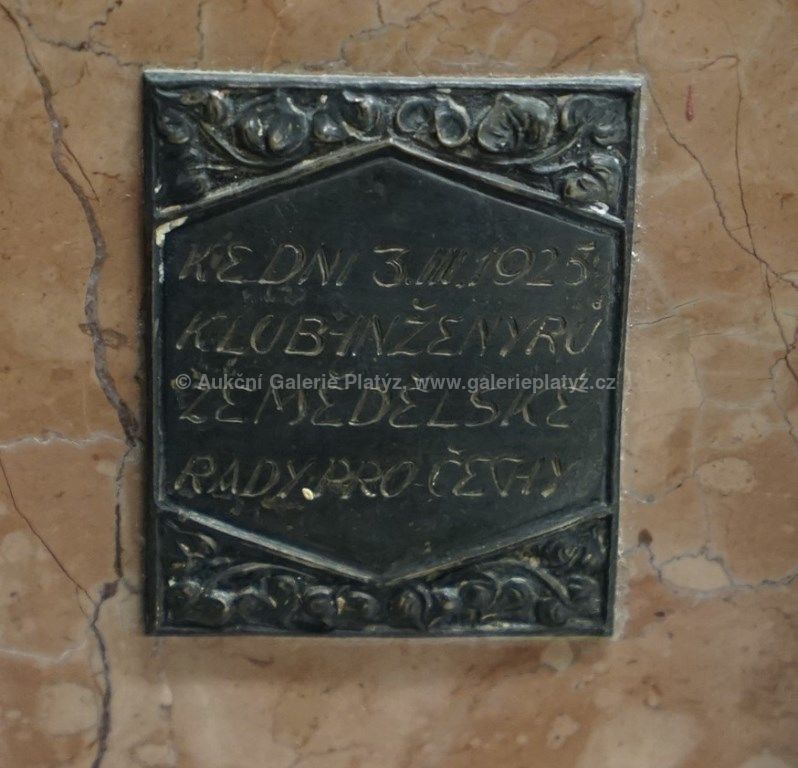 KE DNI 3.III.1925
KLUB-INŽENYRŮ
© Aukční Galerie Platýz, www.galerieplatyz.cz
ZEMĚDĚLSKÉ
RADY PRO ČECHY